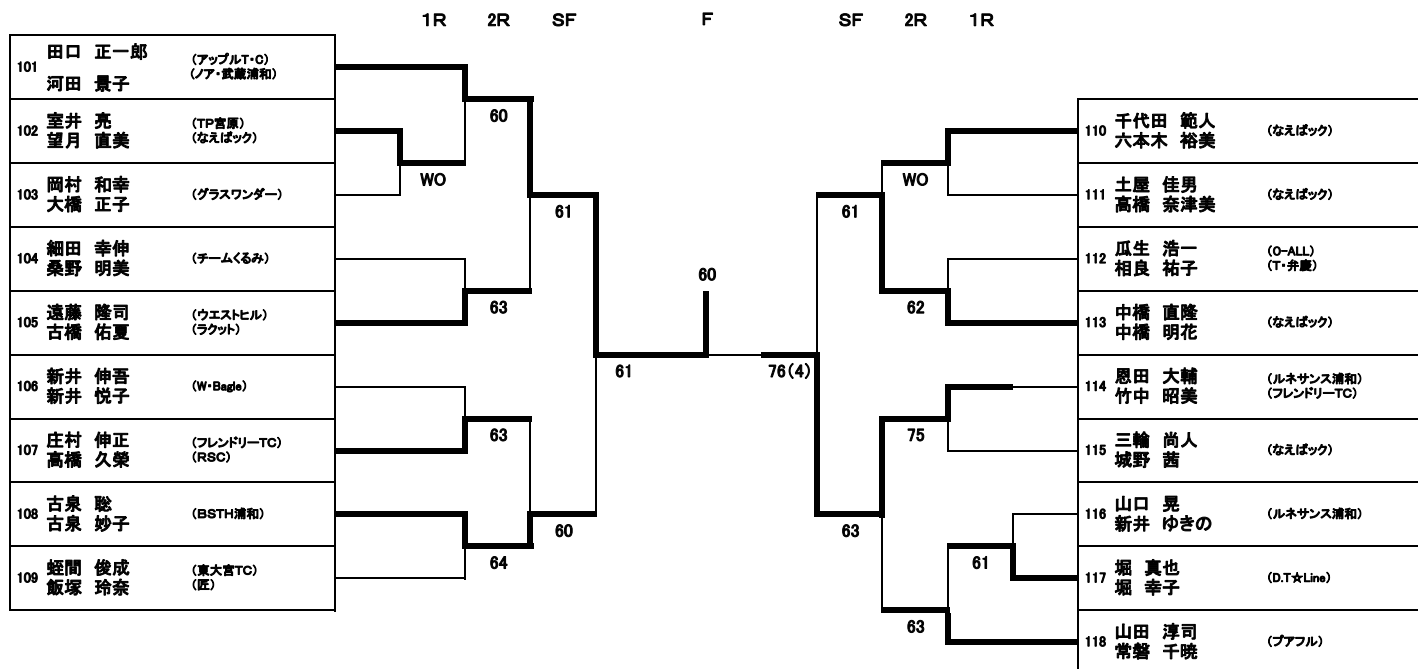 1R 2R SF F SF 2R 1R
101 田口 正一郎 (アップルT・C)
河田 景子 (ノア・武蔵浦和)
102 室井 亮 (TP宮原)
望月 直美 (なえばック)
103 岡村 和幸 (グラスワンダー)
大橋 正子
104 細田 幸伸 (チームくるみ)
桑野 明美
105 遠藤 隆司 (ウエストヒル)
古橋 佑夏 (ラクット)
106 新井 伸吾 (W・Bagle)
新井 悦子
107 庄村 伸正 (フレンドリーTC)
高橋 久榮 (RSC)
108 古泉 聡 (BSTH浦和)
古泉 妙子
109 蛭間 俊成 (東大宮TC)
飯塚 玲奈 (匠)
60
WO
61
63
63
60
64
61
60
76(4)
61
WO
62
75
63
61
63
110 千代田 範人 (なえばック)
六本木 裕美
111 土屋 佳男 (なえばック)
高橋 奈津美
112 瓜生 浩一 (O-ALL)
相良 祐子 (T・弁慶)
113 中橋 直隆 (なえばック)
中橋 明花
114 恩田 大輔 (ルネサンス浦和)
竹中 昭美 (フレンドリーTC)
115 三輪 尚人 (なえばック)
城野 茜
116 山口 晃 (ルネサンス浦和)
新井 ゆきの
117 堀 真也 (D.T☆Line)
堀 幸子
118 山田 淳司 (プアフル)
常磐 千暁